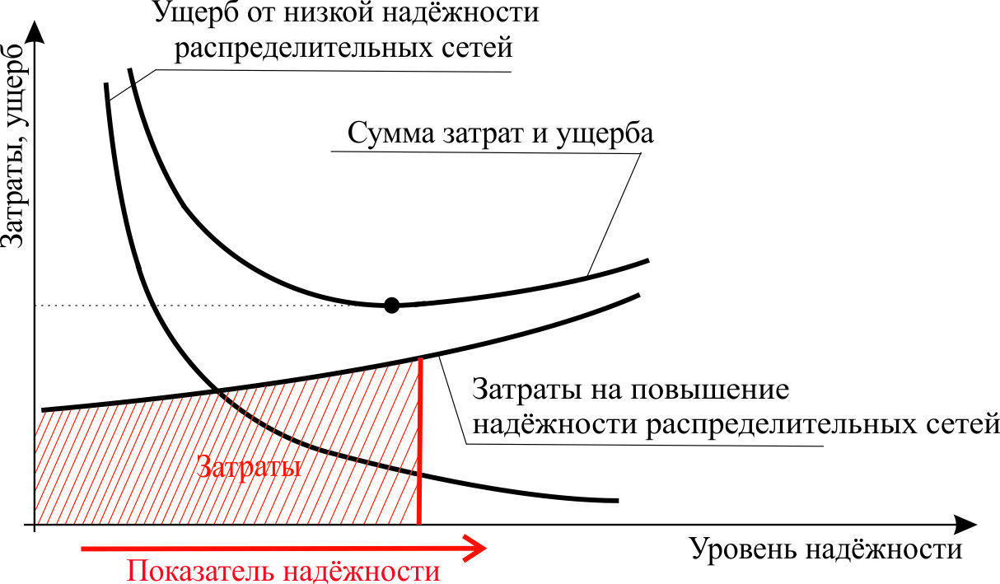 Ущерб от низкой надёжности
распределительных сетей
Затраты, ущерб
Сумма затрат и ущерба
Затраты на повышение
надёжности распределительных сетей
Затраты
Уровень надёжности
Показатель надёжности